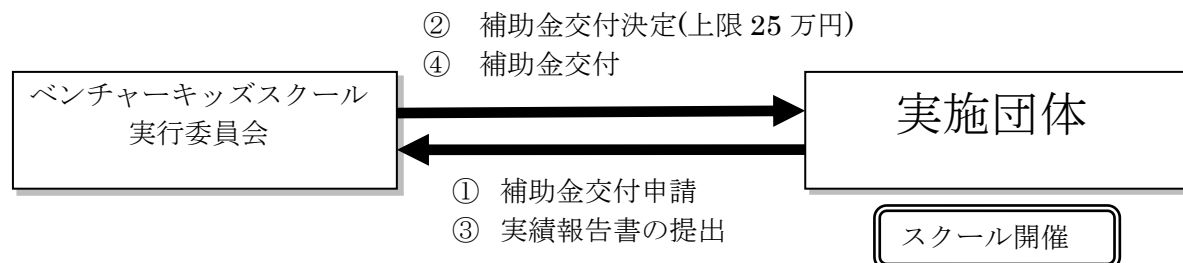 ② 補助金交付決定(上限 25 万円)
④ 補助金交付
ベンチャーキッズスクール
実行委員会
実施団体
① 補助金交付申請
③ 実績報告書の提出
スクール開催